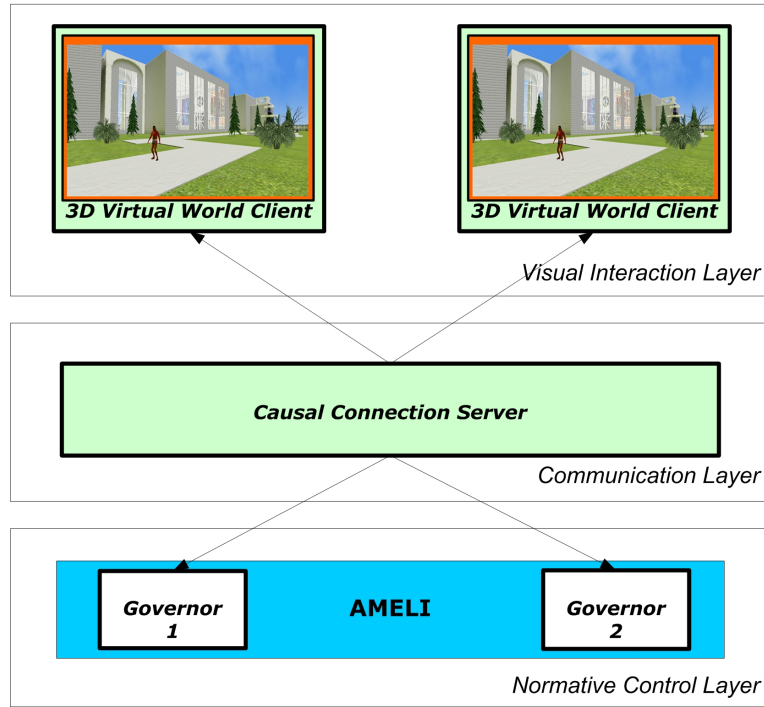 3D Virtual World Client
3D Virtual World Client
Visual Interaction Layer
Causal Connection Server
Communication Layer
Governor
1
AMELI
Governor
2
Normative Control Layer